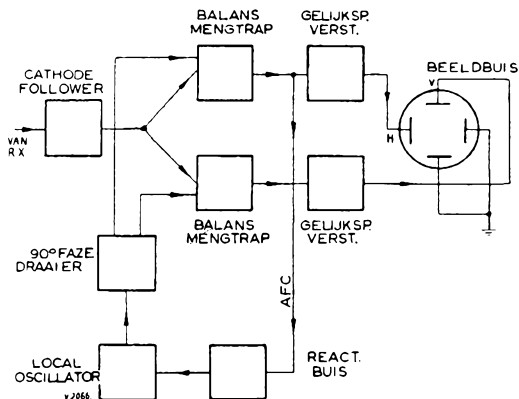 BALANS
MENGTRAP
GELIJKSP.
VERST.
BEELDBUIS
CATHODE
FOLLOWER
V
VAN
RX
H
BALANS
MENGTRAP
GELIJKSP.
VERST.
90° FAZE
DRAAIER
AFC
LOCAL
OSCILLATOR
REACT.
BUIS